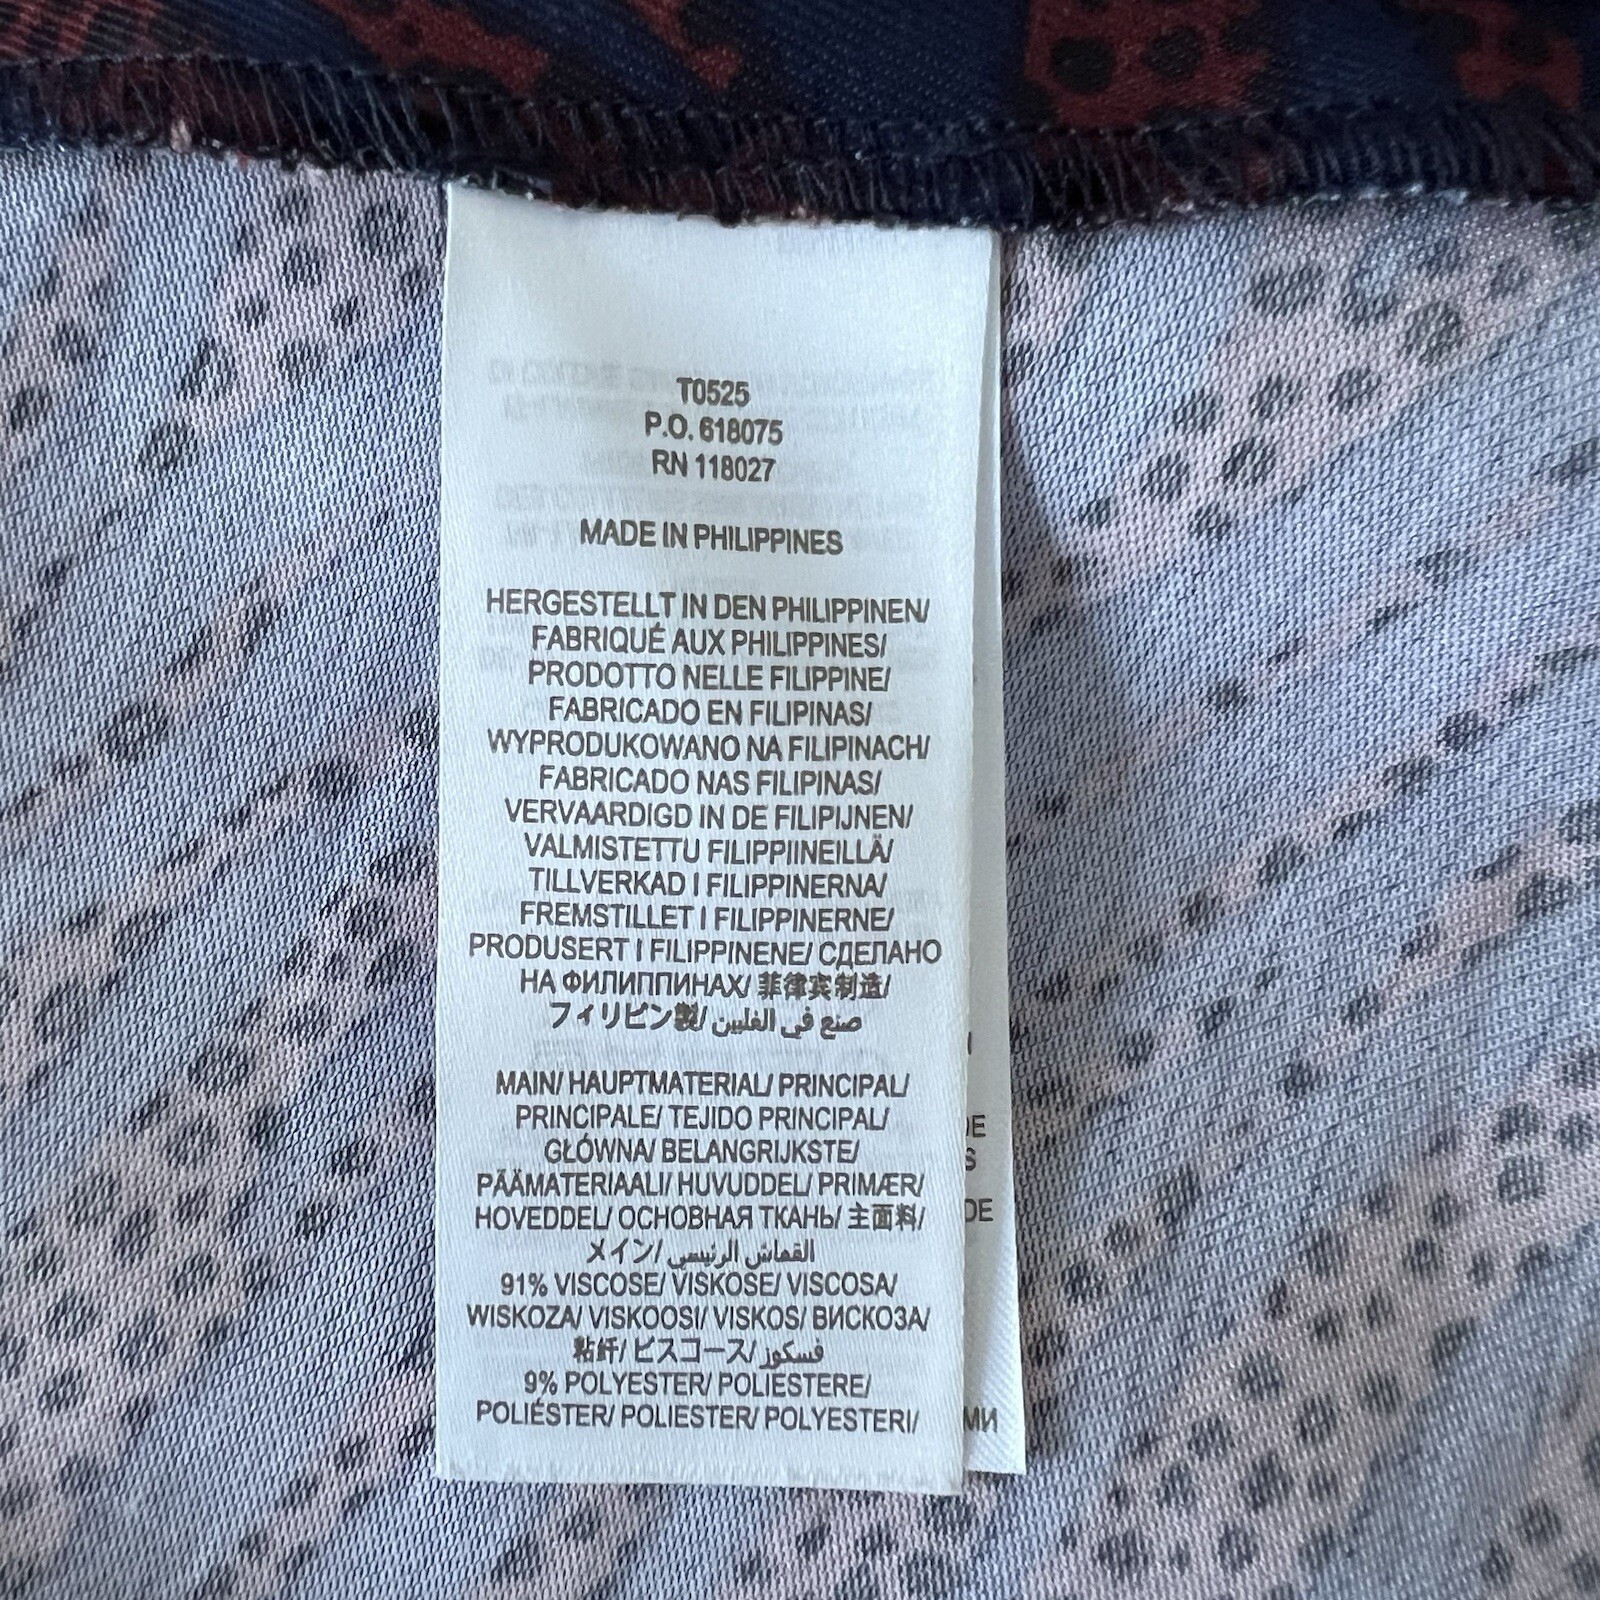 T0525
P.O. 618075
RN 118027
MADE IN PHILIPPINES
HERGESTELLT IN DEN PHILIPPINEN/
FABRIQUÉ AUX PHILIPPINES/
PRODOTTO NELLE FILIPPINE/
FABRICADO EN FILIPINAS/
WYPRODUKOWANO NA FILIPINACH/
FABRICADO NAS FILIPINAS/
VERVAARDIGD IN DE FILIPIJNEN/
VALMISTETTU FILIPPIINEILLÄ/
TILLVERKAD I FILIPPINERNA/
FREMSTILLET I FILIPPINERNE/
PRODUSERT I FILIPPINENE/ СДЕЛАНО
НА ФИЛИППИНАХ/ 菲律宾制造/
フィリピン製/ صنع في الفلبين
MAIN/ HAUPTMATERIAL/ PRINCIPAL/
PRINCIPALE/ TEJIDO PRINCIPAL/
GŁÓWNA/ BELANGRIJKSTE/
PÄÄMATERIAALI/ HUVUDDEL/ PRIMÆR/
HOVEDDEL/ ОСНОВНАЯ ТКАНЬ/ 主面料/
メイン/ القماش الرئيسي
91% VISCOSE/ VISKOSE/ VISCOSA/
WISKOZA/ VISKOOSI/ VISKOS/ ВИСКОЗА/
粘纤/ ビスコース/ فسكوز
9% POLYESTER/ POLIESTERE/
POLIÉSTER/ POLIESTER/ POLYESTERI/